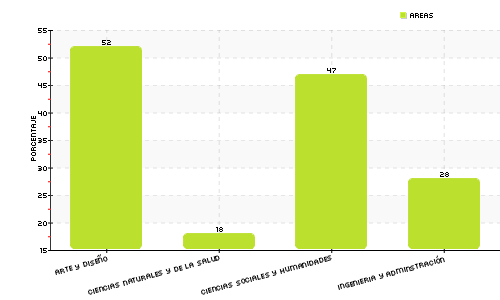 AREAS
55
50
45
40
35
30
25
20
15
PORCENTAJE
52
18
47
28
ARTE Y DISEÑO
CIENCIAS NATURALES Y DE LA SALUD
CIENCIAS SOCIALES Y HUMANIDADES
INGENIERIA Y ADMINSTRACIÓN